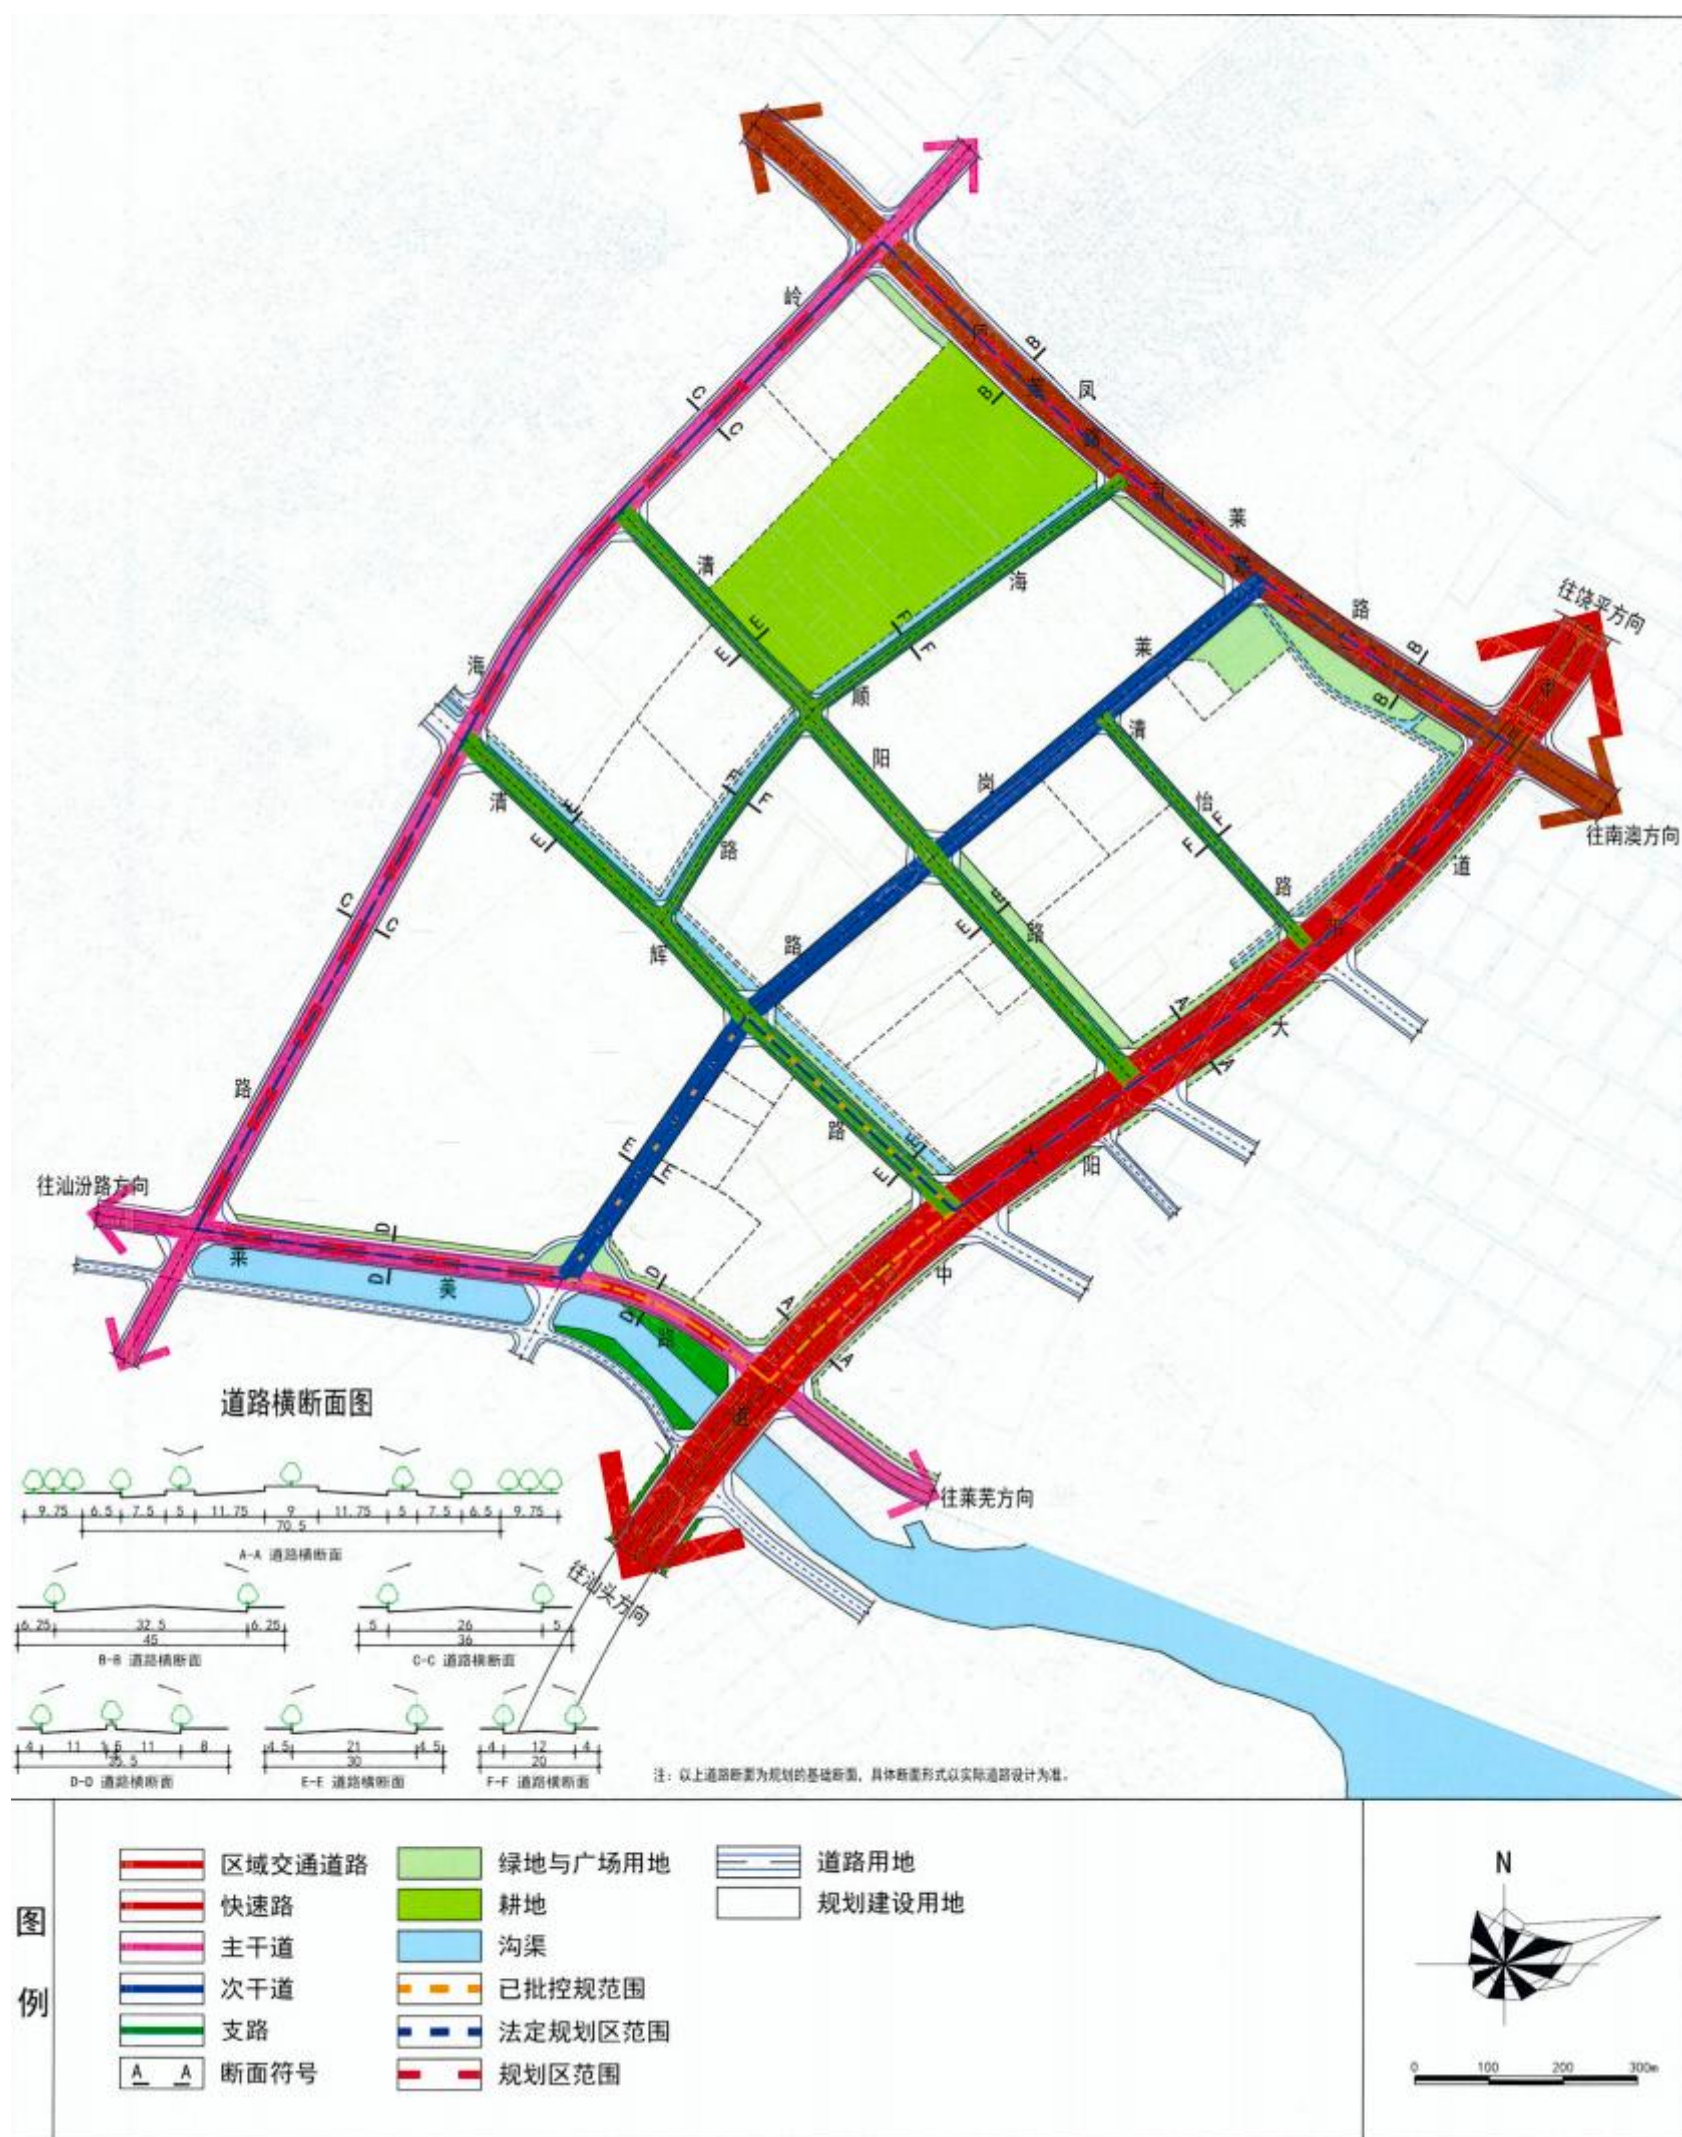 岭
海
路
凤
莱
路
往饶平方向
往南澳方向
清
阳
路
海
顺
路
莱
岗
路
清
怡
路
清
辉
路
道
大
阳
中
莱
美
路
道
往汕汾路方向
往莱芜方向
往汕头方向
B
B
B
B
C
C
C
C
E
E
F
F
F
F
E
E
F
F
E
E
E
E
E
E
A
A
A
A
D
D
D
D
道路横断面图
9.75 6.5 7.5 5 11.75 9 11.75 5 7.5 6.5 9.75
70.5
A-A 道路横断面
6.25 32.5 6.25
45
B-B 道路横断面
5 26 5
36
C-C 道路横断面
4 11 1.5 11 8
35.5
D-D 道路横断面
4.5 21 4.5
30
E-E 道路横断面
4 12 4
20
F-F 道路横断面
注：以上道路断面为规划的基础断面，具体断面形式以实际道路设计为准。
图例
区域交通道路
快速路
主干道
次干道
支路
A A 断面符号
绿地与广场用地
耕地
沟渠
已批控规范围
法定规划区范围
规划区范围
道路用地
规划建设用地
N
0 100 200 300m